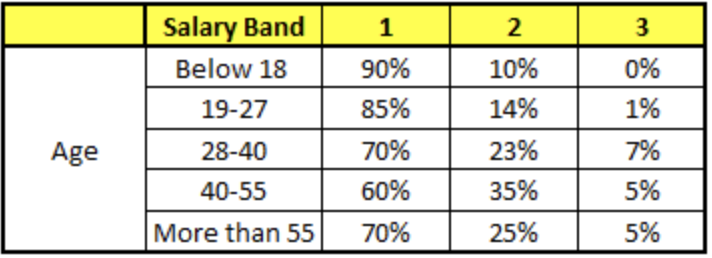 Salary Band 1 2 3
Below 18 90% 10% 0%
19-27 85% 14% 1%
Age 28-40 70% 23% 7%
40-55 60% 35% 5%
More than 55 70% 25% 5%